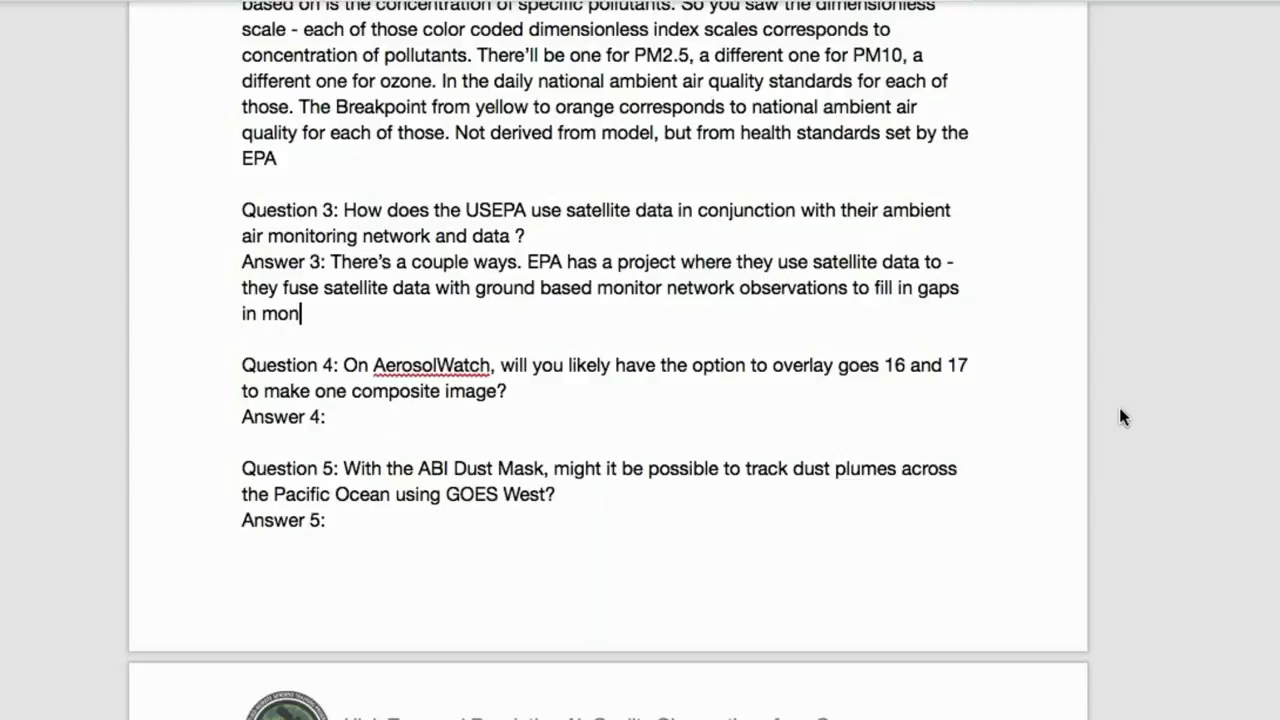 based on is the concentration of specific pollutants. So you saw the dimensionless
scale - each of those color coded dimensionless index scales corresponds to
concentration of pollutants. There'll be one for PM2.5, a different one for PM10, a
different one for ozone. In the daily national ambient air quality standards for each of
those. The Breakpoint from yellow to orange corresponds to national ambient air
quality for each of those. Not derived from model, but from health standards set by the
EPA
Question 3: How does the USEPA use satellite data in conjunction with their ambient
air monitoring network and data ?
Answer 3: There's a couple ways. EPA has a project where they use satellite data to -
they fuse satellite data with ground based monitor network observations to fill in gaps
in mon
Question 4: On AerosolWatch, will you likely have the option to overlay goes 16 and 17
to make one composite image?
Answer 4:
Question 5: With the ABI Dust Mask, might it be possible to track dust plumes across
the Pacific Ocean using GOES West?
Answer 5: